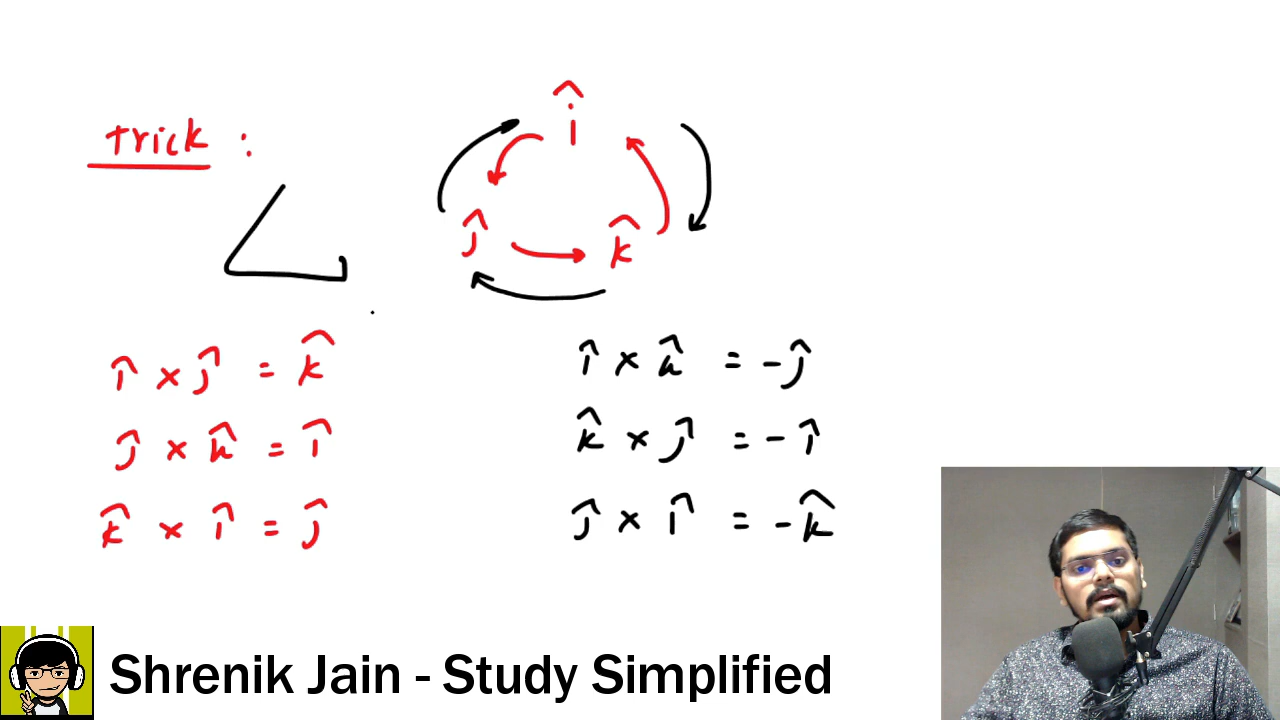 trick :
î
ĵ k̂
î × ĵ = k̂
ĵ × k̂ = î
k̂ × î = ĵ
î × k̂ = -ĵ
k̂ × ĵ = -î
ĵ × î = -k̂
Shrenik Jain - Study Simplified